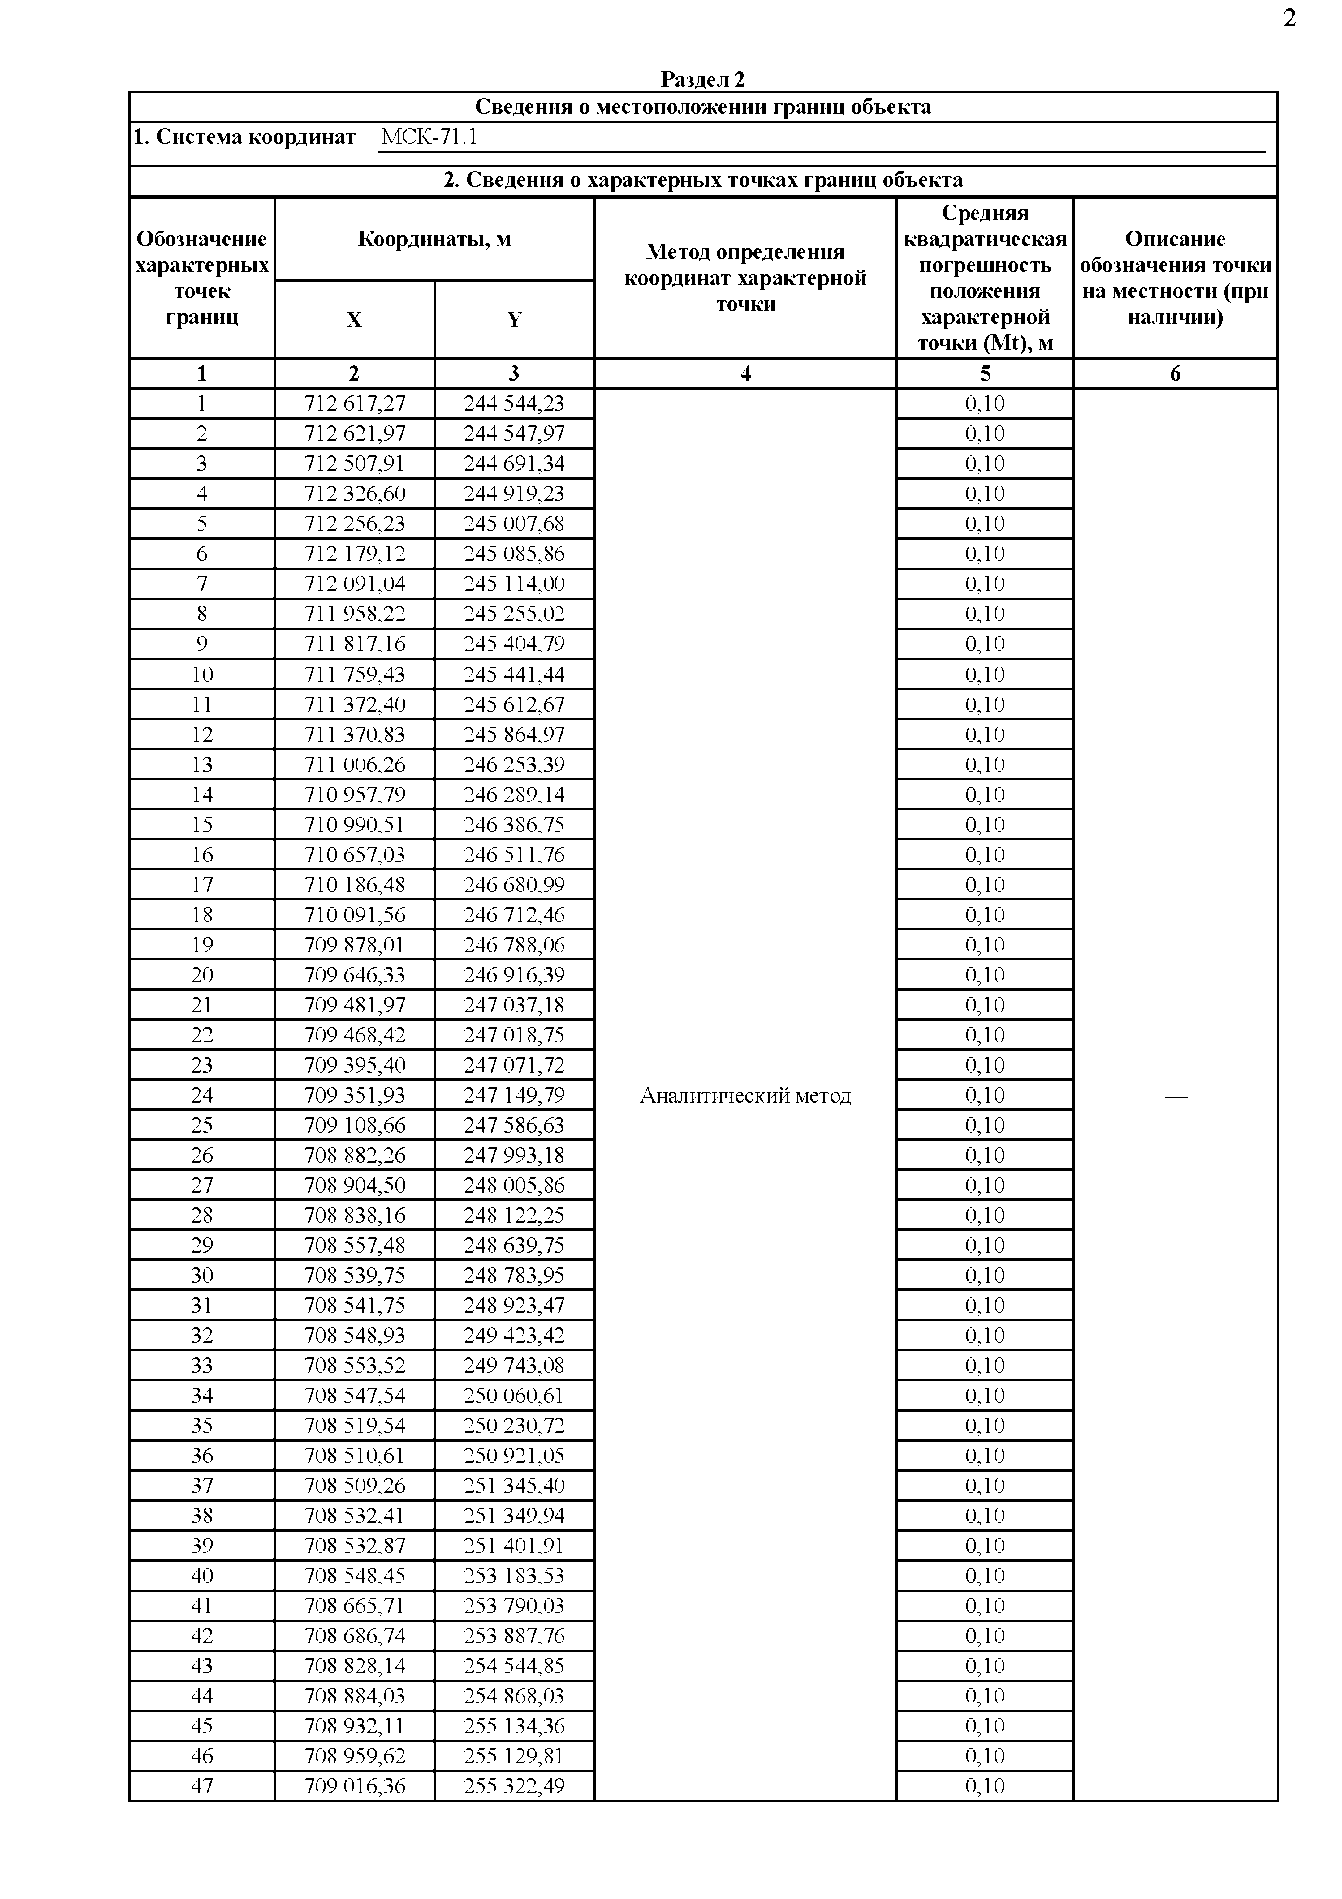 2
Раздел 2
Сведения о местоположении границ объекта
1. Система координат МСК-71.1
2. Сведения о характерных точках границ объекта
Обозначение характерных точек границ
Координаты, м
X Y
Метод определения координат характерной точки
Средняя квадратическая погрешность положения характерной точки (Mt), м
Описание обозначения точки на местности (при наличии)
1 2 3 4 5 6
1 712 617,27 244 544,23 0,10
2 712 621,97 244 547,97 0,10
3 712 507,91 244 691,34 0,10
4 712 326,60 244 919,23 0,10
5 712 256,23 245 007,68 0,10
6 712 179,12 245 085,86 0,10
7 712 091,04 245 114,00 0,10
8 711 958,22 245 255,02 0,10
9 711 817,16 245 404,79 0,10
10 711 759,43 245 441,44 0,10
11 711 372,40 245 612,67 0,10
12 711 370,83 245 864,97 0,10
13 711 006,26 246 253,39 0,10
14 710 957,79 246 289,14 0,10
15 710 990,51 246 386,75 0,10
16 710 657,03 246 511,76 0,10
17 710 186,48 246 680,99 0,10
18 710 091,56 246 712,46 0,10
19 709 878,01 246 788,06 0,10
20 709 646,33 246 916,39 0,10
21 709 481,97 247 037,18 0,10
22 709 468,42 247 018,75 0,10
23 709 395,40 247 071,72 0,10
24 709 351,93 247 149,79 Аналитический метод 0,10 —
25 709 108,66 247 586,63 0,10
26 708 882,26 247 993,18 0,10
27 708 904,50 248 005,86 0,10
28 708 838,16 248 122,25 0,10
29 708 557,48 248 639,75 0,10
30 708 539,75 248 783,95 0,10
31 708 541,75 248 923,47 0,10
32 708 548,93 249 423,42 0,10
33 708 553,52 249 743,08 0,10
34 708 547,54 250 060,61 0,10
35 708 519,54 250 230,72 0,10
36 708 510,61 250 921,05 0,10
37 708 509,26 251 345,40 0,10
38 708 532,41 251 349,94 0,10
39 708 532,87 251 401,91 0,10
40 708 548,45 253 183,53 0,10
41 708 665,71 253 790,03 0,10
42 708 686,74 253 887,76 0,10
43 708 828,14 254 544,85 0,10
44 708 884,03 254 868,03 0,10
45 708 932,11 255 134,36 0,10
46 708 959,62 255 129,81 0,10
47 709 016,36 255 322,49 0,10